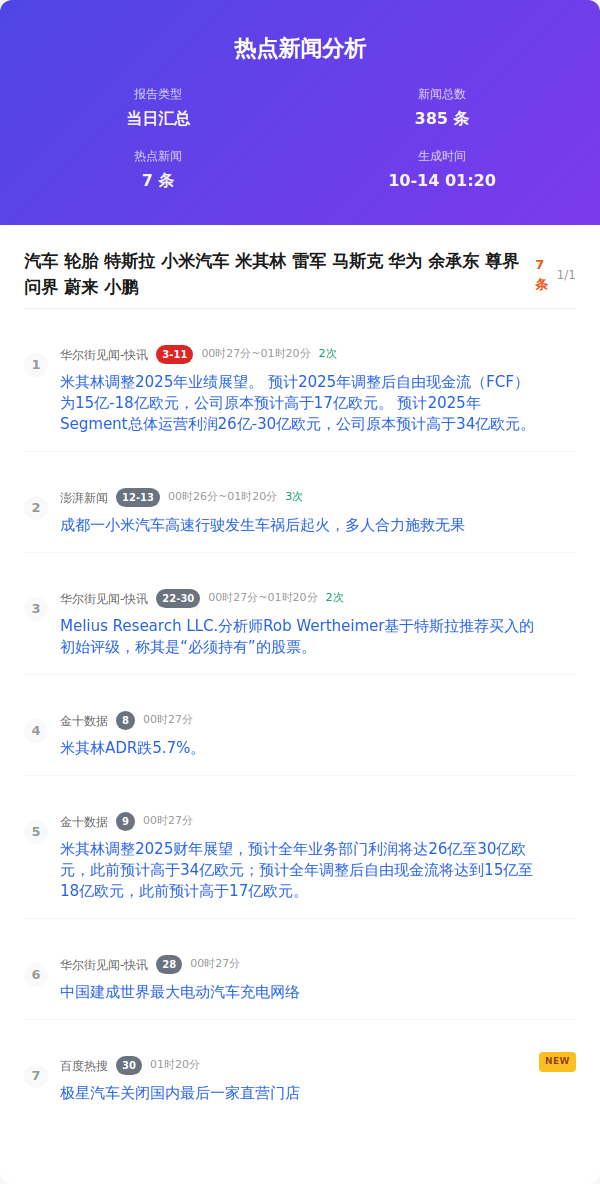 热点新闻分析
报告类型
新闻总数
当日汇总
385 条
热点新闻
生成时间
7 条
10-14 01:20
汽车 轮胎 特斯拉 小米汽车 米其林 雷军 马斯克 华为 余承东 尊界
问界 蔚来 小鹏
7
条
1/1
1
华尔街见闻-快讯 3-11 00时27分~01时20分 2次
米其林调整2025年业绩展望。 预计2025年调整后自由现金流（FCF）
为15亿-18亿欧元，公司原本预计高于17亿欧元。 预计2025年
Segment总体运营利润26亿-30亿欧元，公司原本预计高于34亿欧元。
2
澎湃新闻 12-13 00时26分~01时20分 3次
成都一小米汽车高速行驶发生车祸后起火，多人合力施救无果
3
华尔街见闻-快讯 22-30 00时27分~01时20分 2次
Melius Research LLC.分析师Rob Wertheimer基于特斯拉推荐买入的
初始评级，称其是“必须持有”的股票。
4
金十数据 8 00时27分
米其林ADR跌5.7%。
5
金十数据 9 00时27分
米其林调整2025财年展望，预计全年业务部门利润将达26亿至30亿欧
元，此前预计高于34亿欧元；预计全年调整后自由现金流将达到15亿至
18亿欧元，此前预计高于17亿欧元。
6
华尔街见闻-快讯 28 00时27分
中国建成世界最大电动汽车充电网络
7
百度热搜 30 01时20分
NEW
极星汽车关闭国内最后一家直营门店